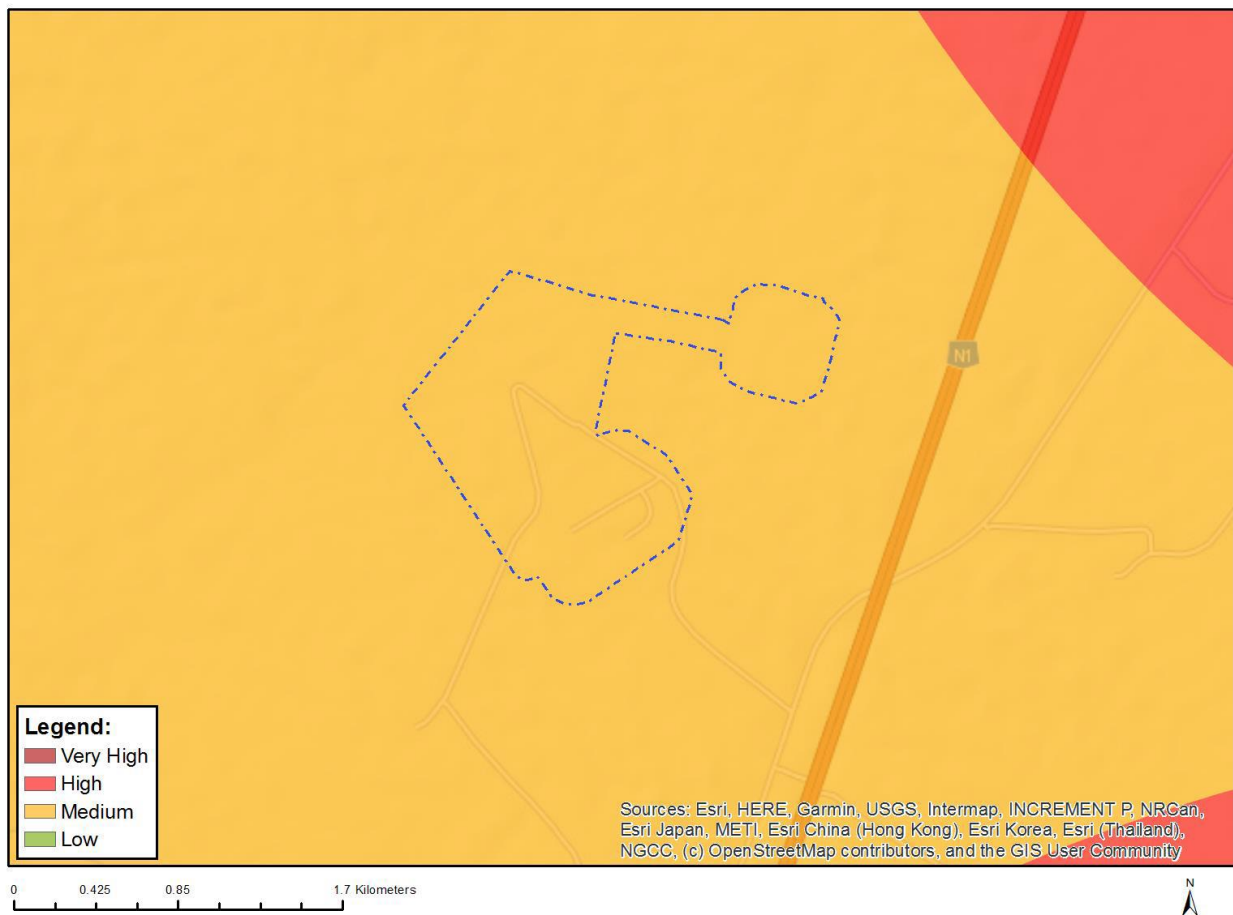 N1
Legend:
Very High
High
Medium
Low
Sources: Esri, HERE, Garmin, USGS, Intermap, INCREMENT P, NRCan,
Esri Japan, METI, Esri China (Hong Kong), Esri Korea, Esri (Thailand),
NGCC, (c) OpenStreetMap contributors, and the GIS User Community
0 0.425 0.85 1.7 Kilometers
N